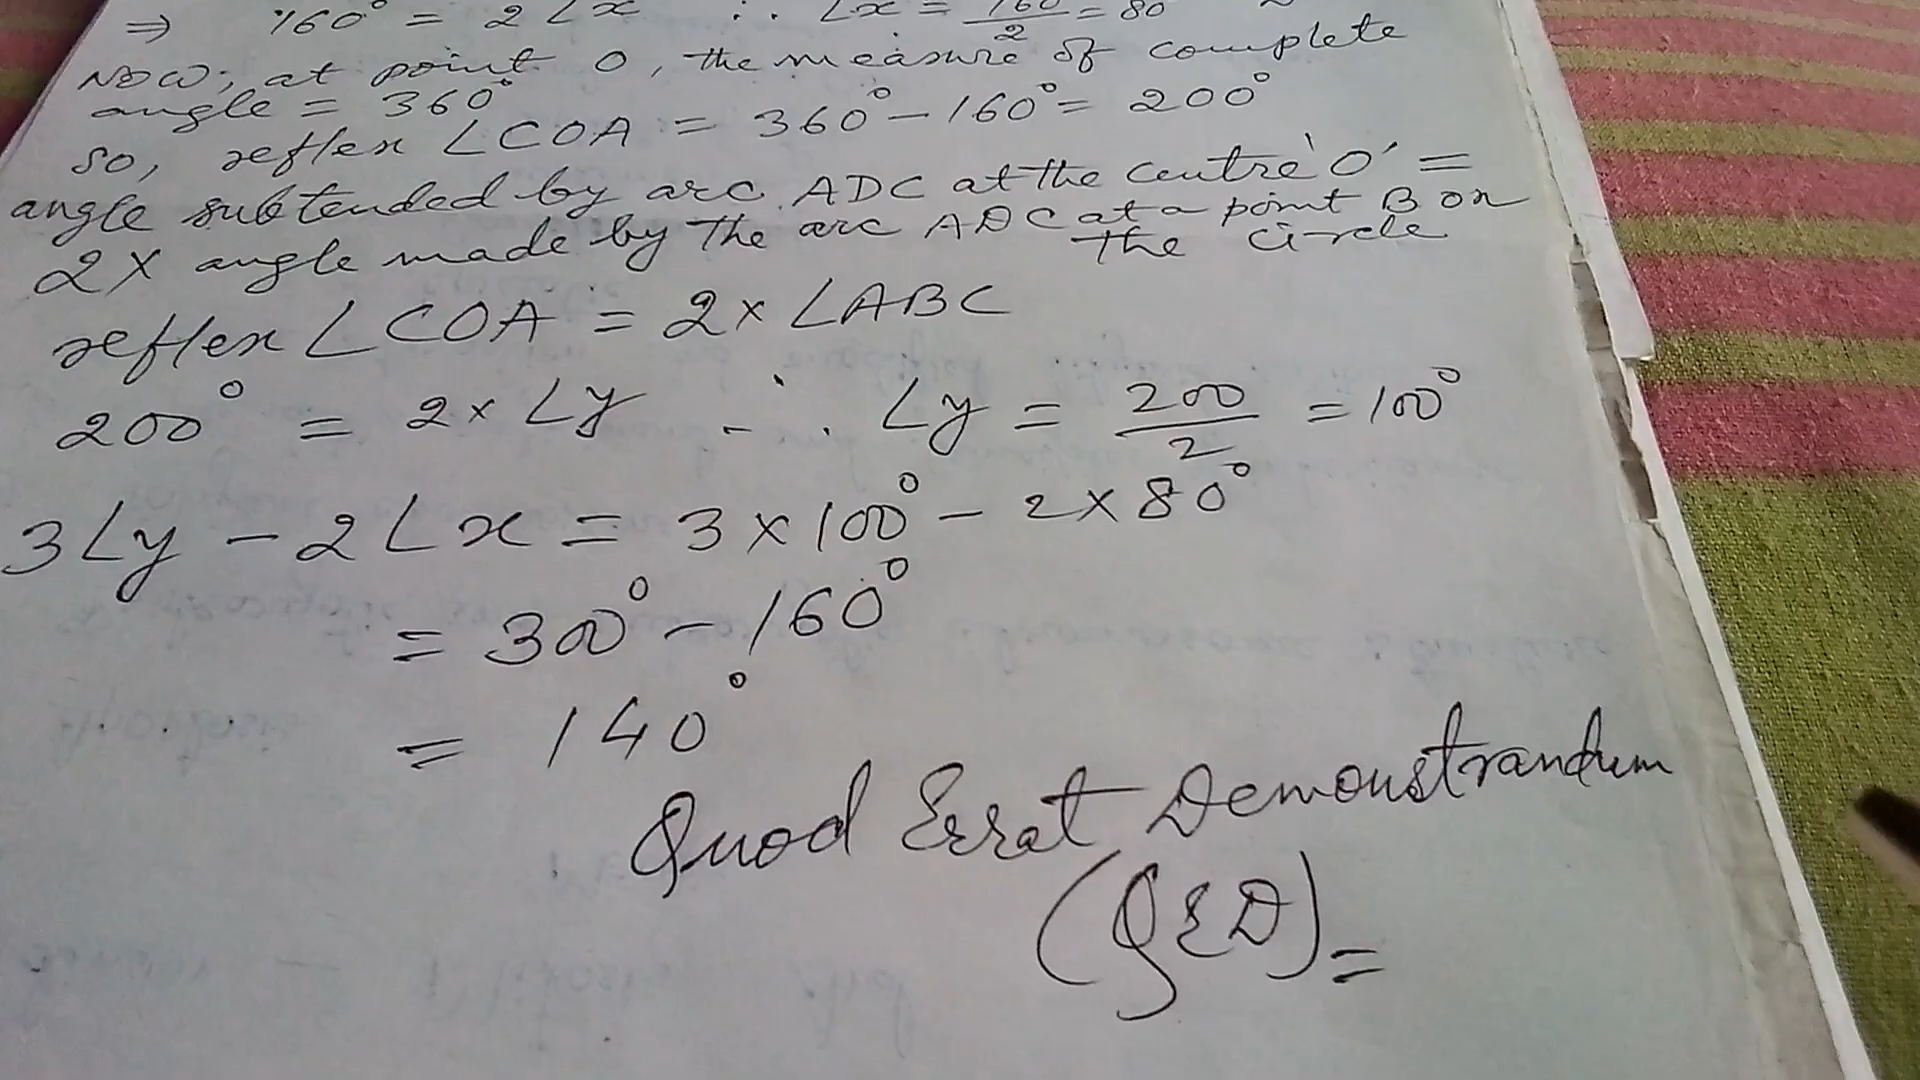 ⇒ 160° = 2 ∠x ∴ ∠x = 160/2 = 80
Now, at point O, the measure of complete
angle = 360°
so, reflex ∠COA = 360° - 160° = 200°
angle subtended by arc ADC at the centre 'O' =
2X angle made by the arc ADC at a point B on
the circle
reflex ∠COA = 2 x ∠ABC
200° = 2 x ∠y ∴ ∠y = 200/2 = 100°
3∠y - 2∠x = 3 x 100° - 2 x 80°
= 300° - 160°
= 140°
Quod Errat Demonstrandum
(QED)=